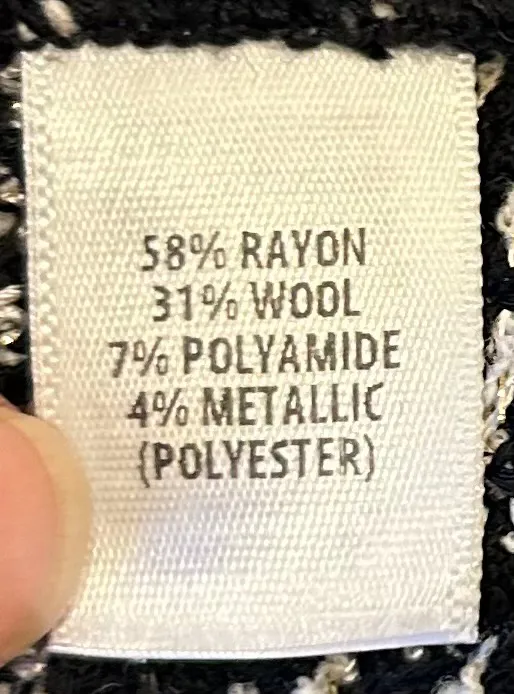 58% RAYON
31% WOOL
7% POLYAMIDE
4% METALLIC
(POLYESTER)